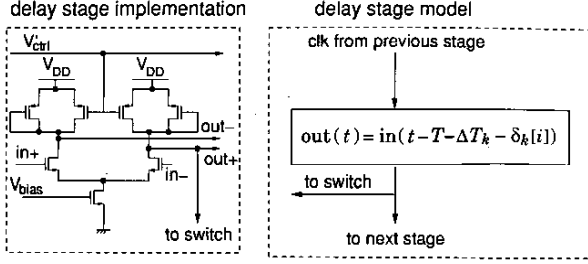 delay stage implementation
V'ctrl
VDD VDD
out−
in+
out+
in−
Vbias
to switch
delay stage model
clk from previous stage
out(t)=in(t−T−ΔTk−δk[i])
to switch
to next stage